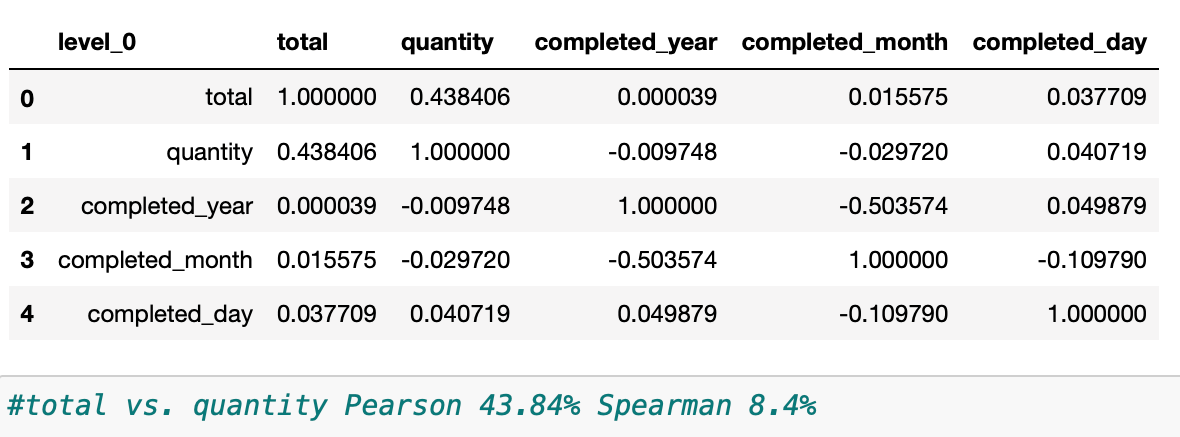 level_0 total quantity completed_year completed_month completed_day
0 total 1.000000 0.438406 0.000039 0.015575 0.037709
1 quantity 0.438406 1.000000 -0.009748 -0.029720 0.040719
2 completed_year 0.000039 -0.009748 1.000000 -0.503574 0.049879
3 completed_month 0.015575 -0.029720 -0.503574 1.000000 -0.109790
4 completed_day 0.037709 0.040719 0.049879 -0.109790 1.000000
#total vs. quantity Pearson 43.84% Spearman 8.4%